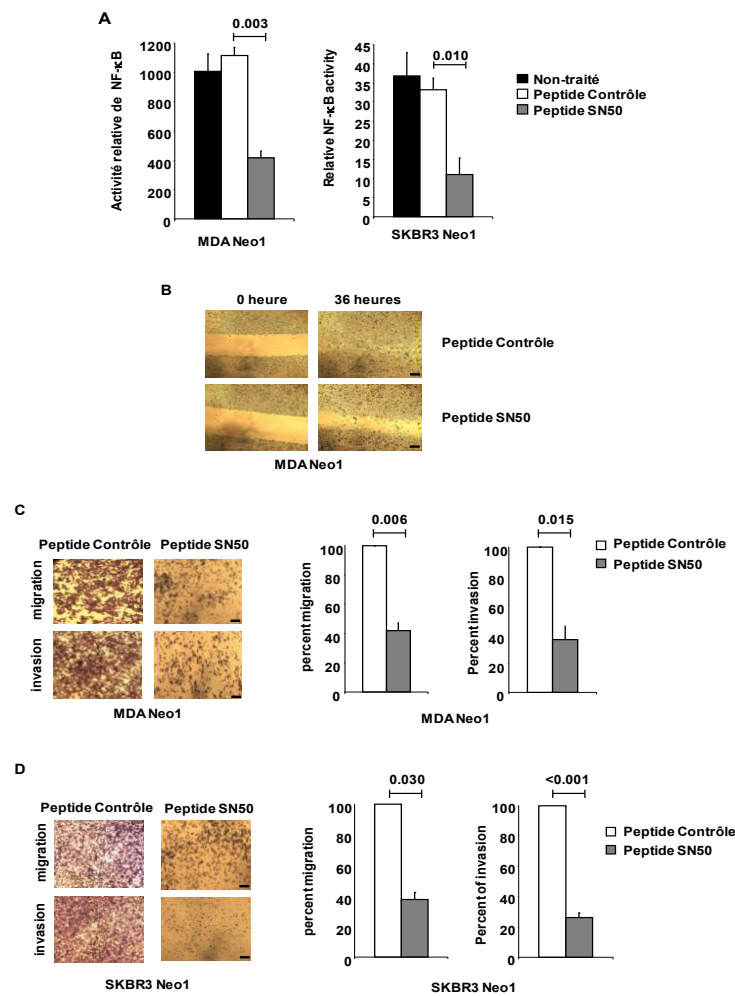 A
0.003
1200
1000
800
600
400
200
0
Activité relative de NF-κB
MDA Neo1
0.010
45
40
35
30
25
20
15
10
5
0
Relative NF-κB activity
SKBR3 Neo1
Non-traité
Peptide Contrôle
Peptide SN50
B
0 heure
36 heures
Peptide Contrôle
Peptide SN50
MDA Neo1
C
Peptide Contrôle
Peptide SN50
migration
invasion
MDA Neo1
0.006
100
80
60
40
20
0
percent migration
0.015
100
80
60
40
20
0
Percent invasion
MDA Neo1
Peptide Contrôle
Peptide SN50
D
Peptide Contrôle
Peptide SN50
migration
invasion
SKBR3 Neo1
0.030
100
80
60
40
20
0
percent migration
<0.001
100
80
60
40
20
0
Percent of invasion
SKBR3 Neo1
Peptide Contrôle
Peptide SN50